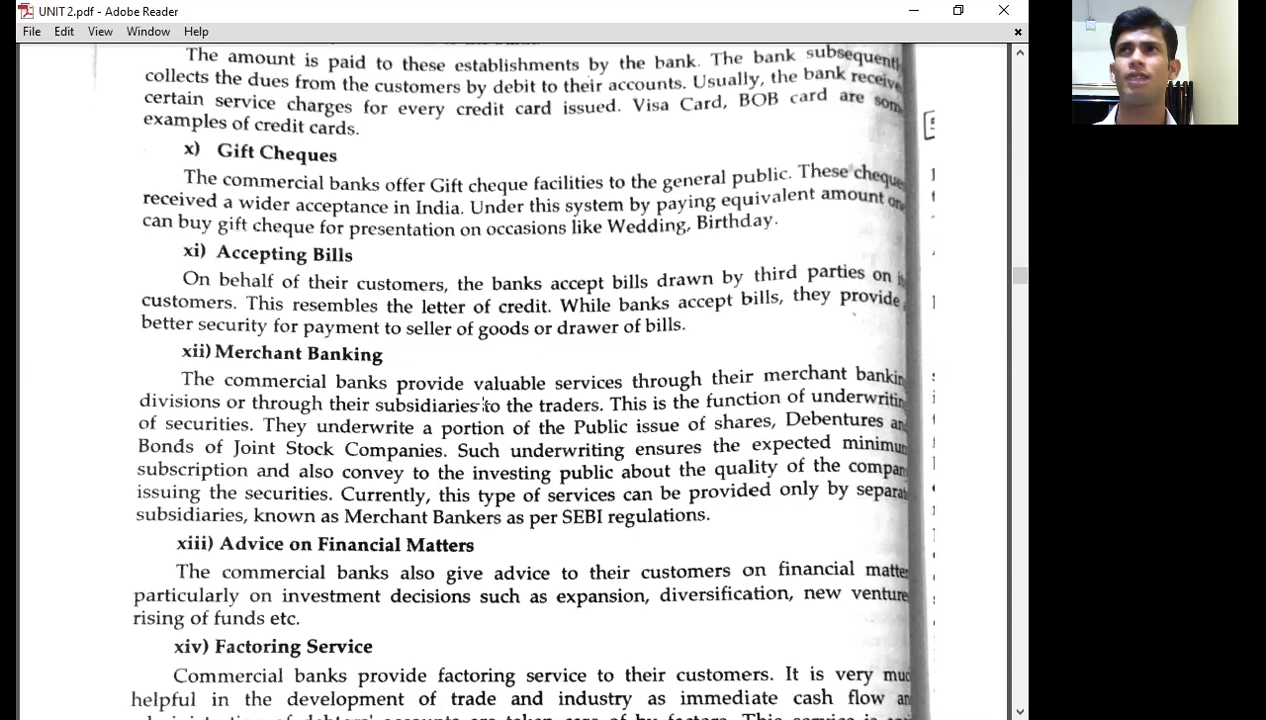 UNIT 2.pdf - Adobe Reader
File Edit View Window Help
The amount is paid to these establishments by the bank. The bank subsequently
collects the dues from the customers by debit to their accounts. Usually, the bank receive
certain service charges for every credit card issued. Visa Card, BOB card are som
examples of credit cards.
x) Gift Cheques
The commercial banks offer Gift cheque facilities to the general public. These cheque
received a wider acceptance in India. Under this system by paying equivalent amount on
can buy gift cheque for presentation on occasions like Wedding, Birthday.
xi) Accepting Bills
On behalf of their customers, the banks accept bills drawn by third parties on i
customers. This resembles the letter of credit. While banks accept bills, they provide
better security for payment to seller of goods or drawer of bills.
xii) Merchant Banking
The commercial banks provide valuable services through their merchant bankin
divisions or through their subsidiaries to the traders. This is the function of underwritin
of securities. They underwrite a portion of the Public issue of shares, Debentures an
Bonds of Joint Stock Companies. Such underwriting ensures the expected minimum
subscription and also convey to the investing public about the quality of the compan
issuing the securities. Currently, this type of services can be provided only by separat
subsidiaries, known as Merchant Bankers as per SEBI regulations.
xiii) Advice on Financial Matters
The commercial banks also give advice to their customers on financial matter
particularly on investment decisions such as expansion, diversification, new venture
rising of funds etc.
xiv) Factoring Service
Commercial banks provide factoring service to their customers. It is very muc
helpful in the development of trade and industry as immediate cash flow an